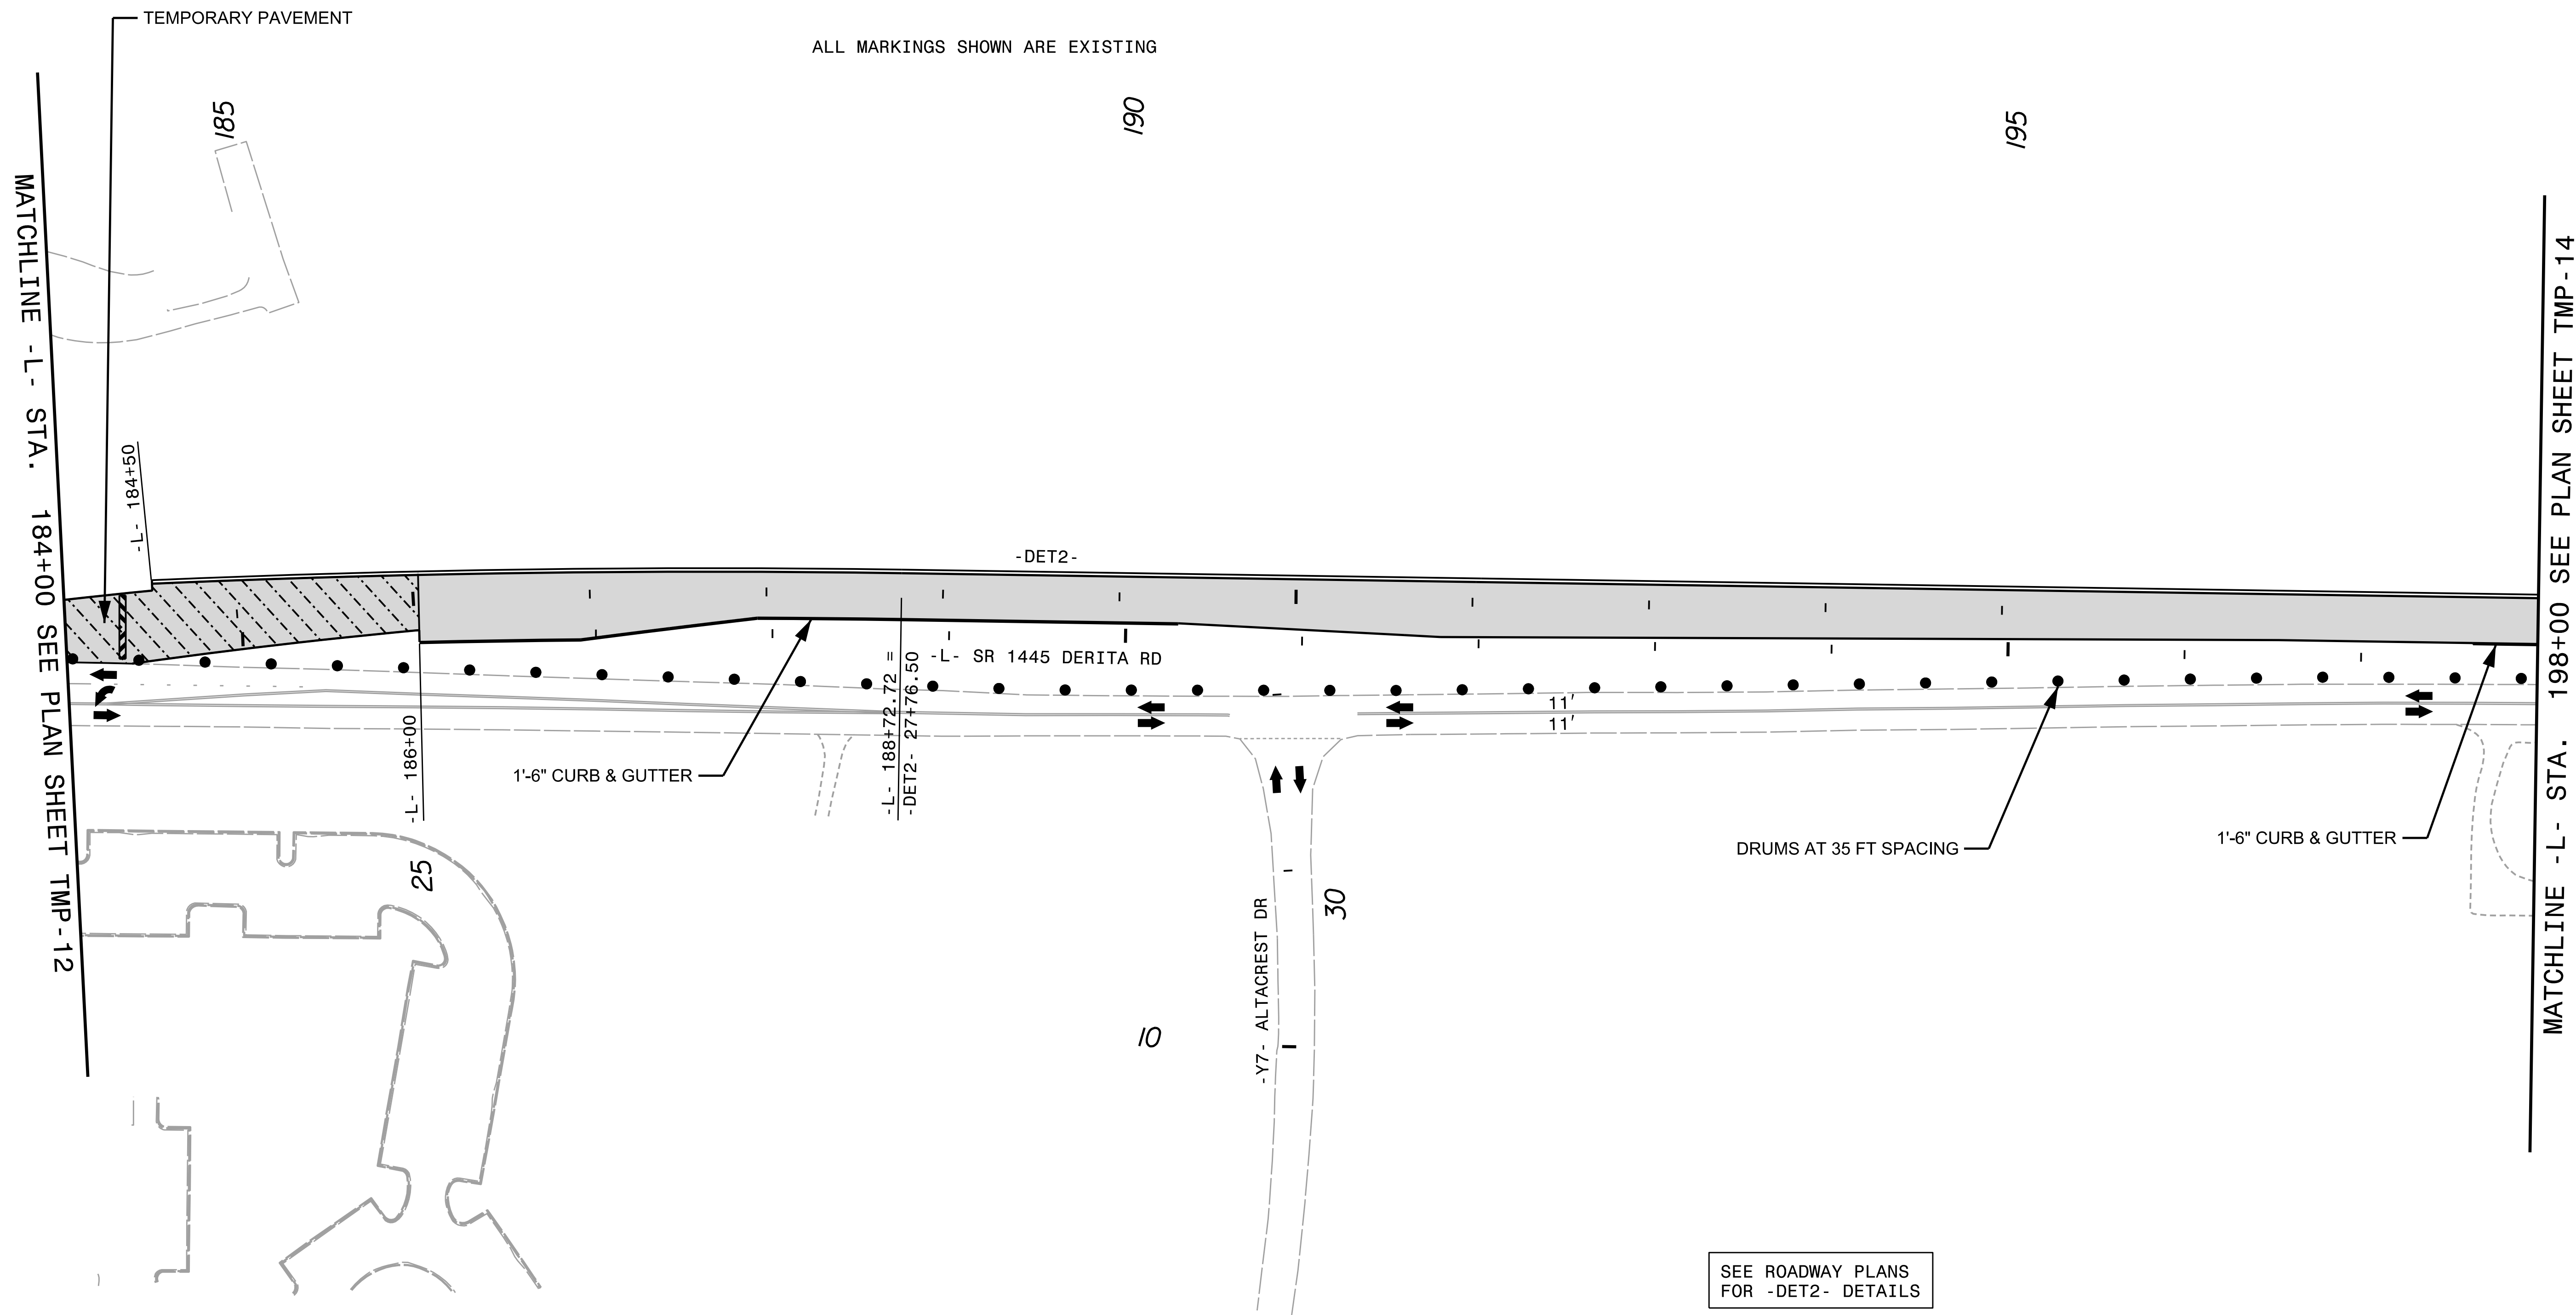 TEMPORARY PAVEMENT
ALL MARKINGS SHOWN ARE EXISTING
185
190
195
MATCHLINE -L- STA. 184+00 SEE PLAN SHEET TMP-12
-L- 184+50
-DET2-
-L- SR 1445 DERITA RD
11'
11'
-L- 186+00
1'-6" CURB & GUTTER
-L- 188+72.72 =
-DET2- 27+76.50
DRUMS AT 35 FT SPACING
1'-6" CURB & GUTTER
25
30
-Y7- ALTACREST DR
10
MATCHLINE -L- STA. 198+00 SEE PLAN SHEET TMP-14
SEE ROADWAY PLANS
FOR -DET2- DETAILS